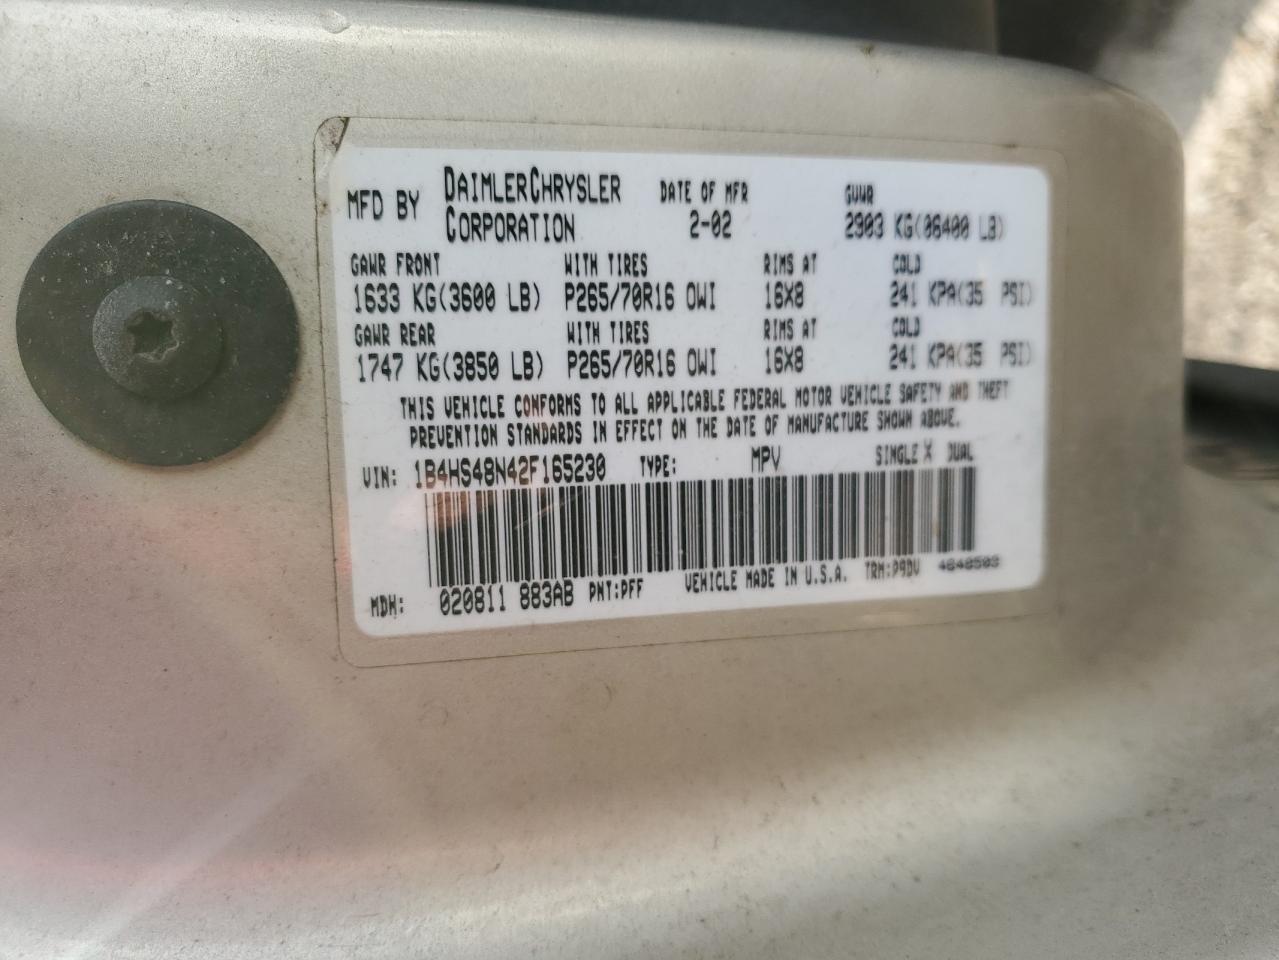 MFD BY DAIMLERCHRYSLER CORPORATION DATE OF MFR 2-02 GVWR 2903 KG(06400 LB)
GAWR FRONT WITH TIRES RIMS AT COLD
1633 KG(3600 LB) P265/70R16 OWI 16X8 241 KPA(35 PSI)
GAWR REAR WITH TIRES RIMS AT COLD
1747 KG(3850 LB) P265/70R16 OWI 16X8 241 KPA(35 PSI)
THIS VEHICLE CONFORMS TO ALL APPLICABLE FEDERAL MOTOR VEHICLE SAFETY AND THEFT
PREVENTION STANDARDS IN EFFECT ON THE DATE OF MANUFACTURE SHOWN ABOVE.
VIN: 1B4HS48N42F165230 TYPE: MPV SINGLE X DUAL
MDH: 020811 883AB PNT:PFF VEHICLE MADE IN U.S.A. TRM:P9DV 4648503